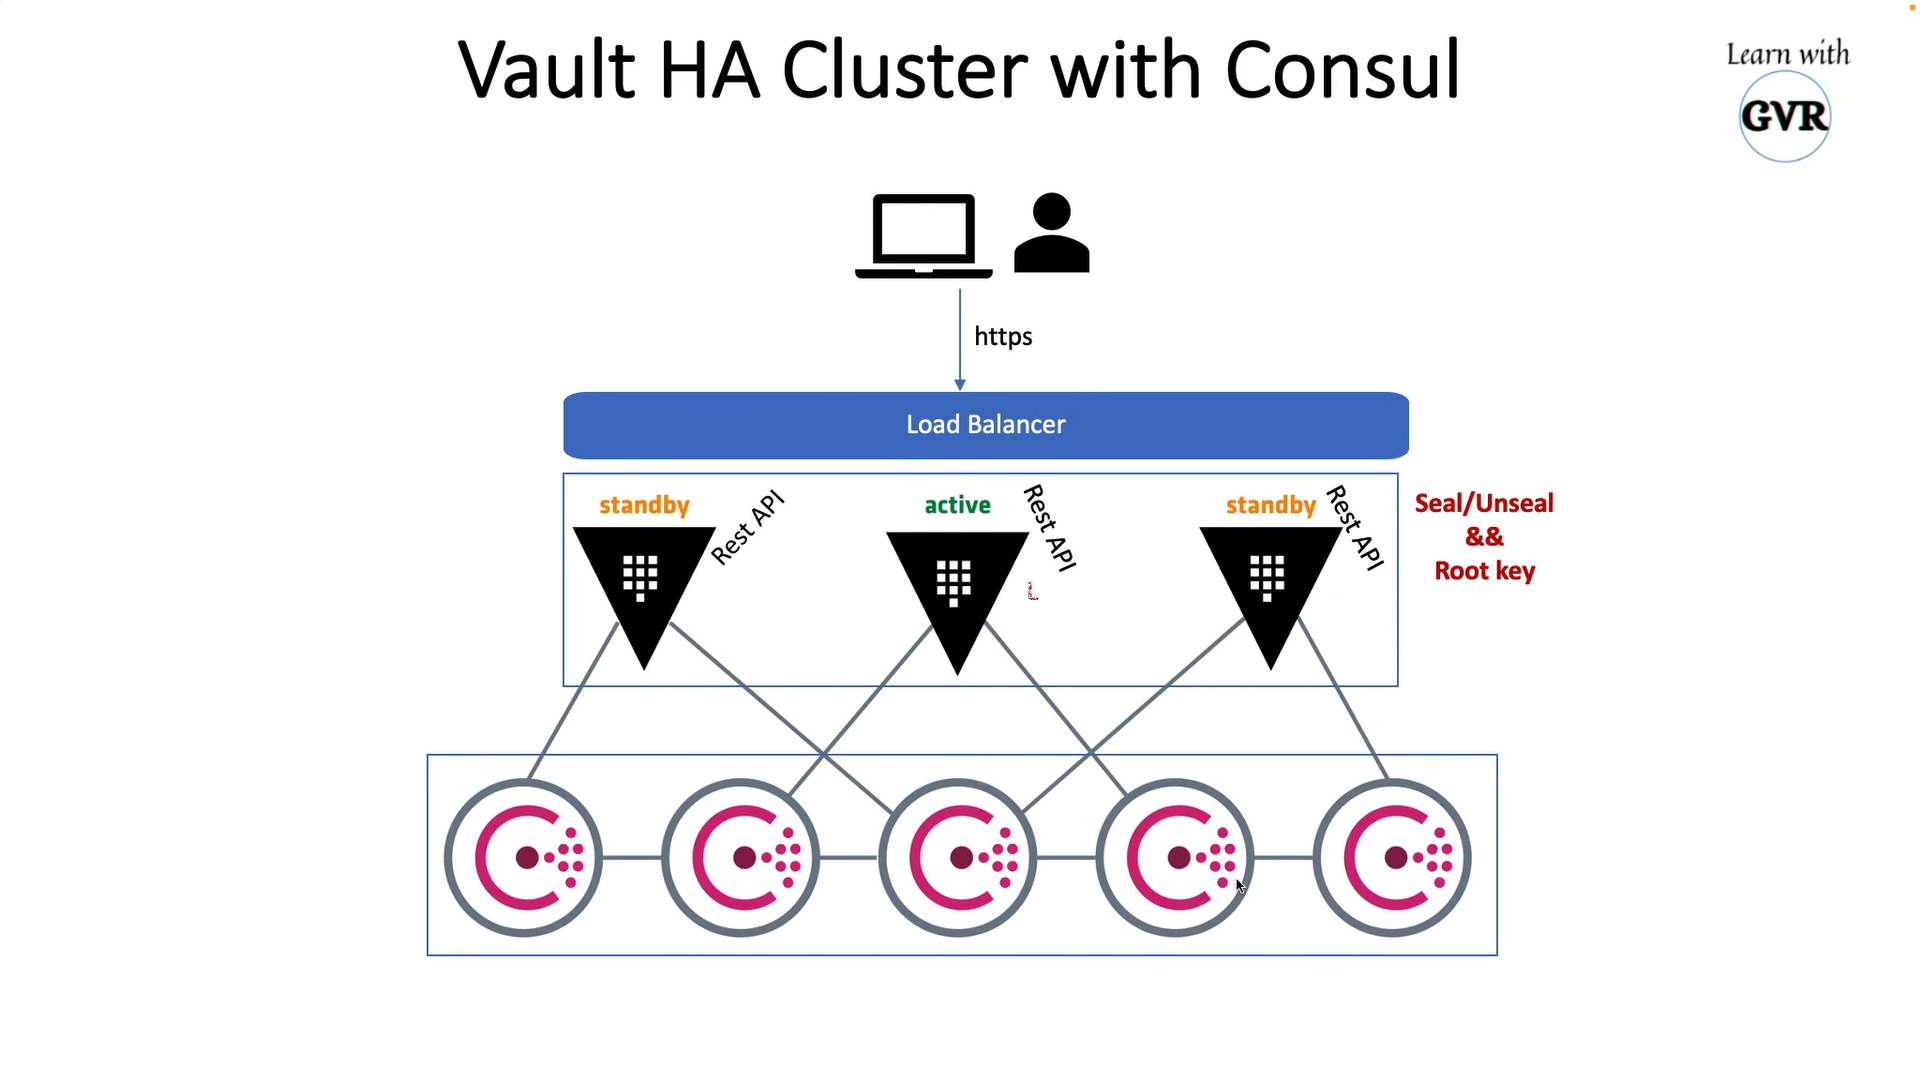 Vault HA Cluster with Consul
Learn with
GVR
https
Load Balancer
standby
Rest API
active
Rest API
standby
Rest API
Seal/Unseal
&&
Root key